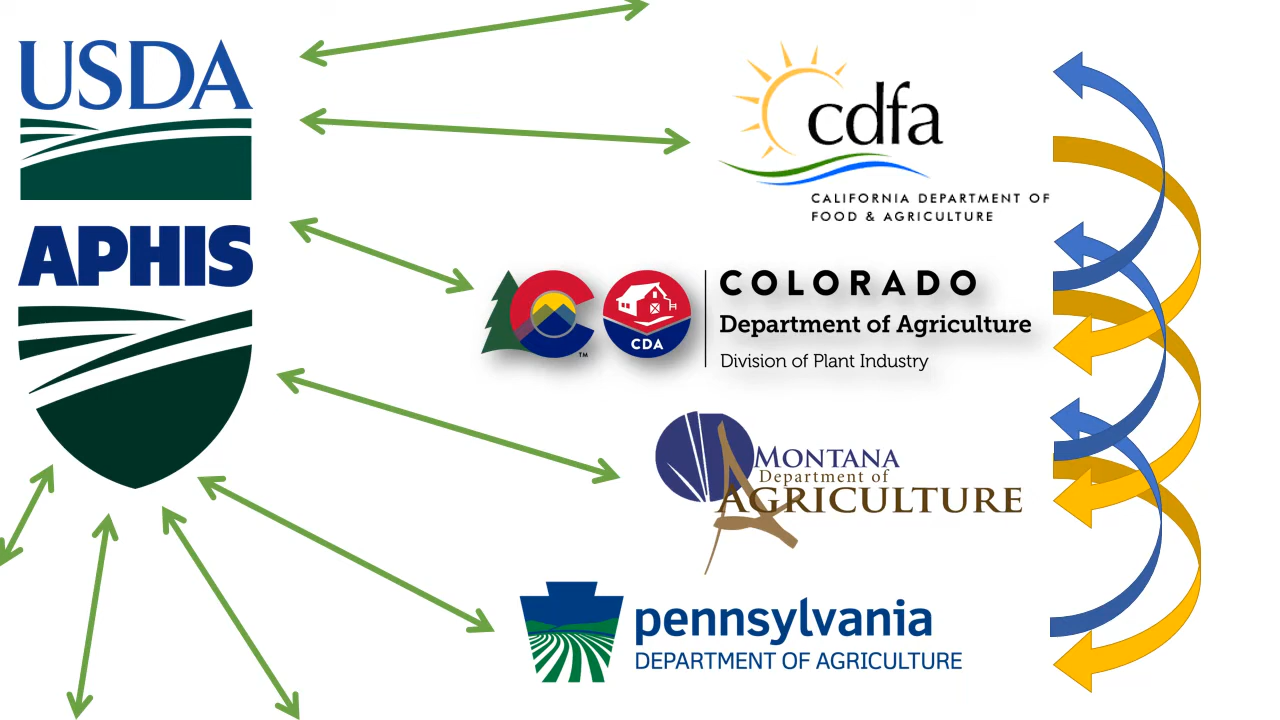 USDA
APHIS
cdfa
CALIFORNIA DEPARTMENT OF
FOOD & AGRICULTURE
CDA
TM
COLORADO
Department of Agriculture
Division of Plant Industry
MONTANA
Department of
AGRICULTURE
pennsylvania
DEPARTMENT OF AGRICULTURE